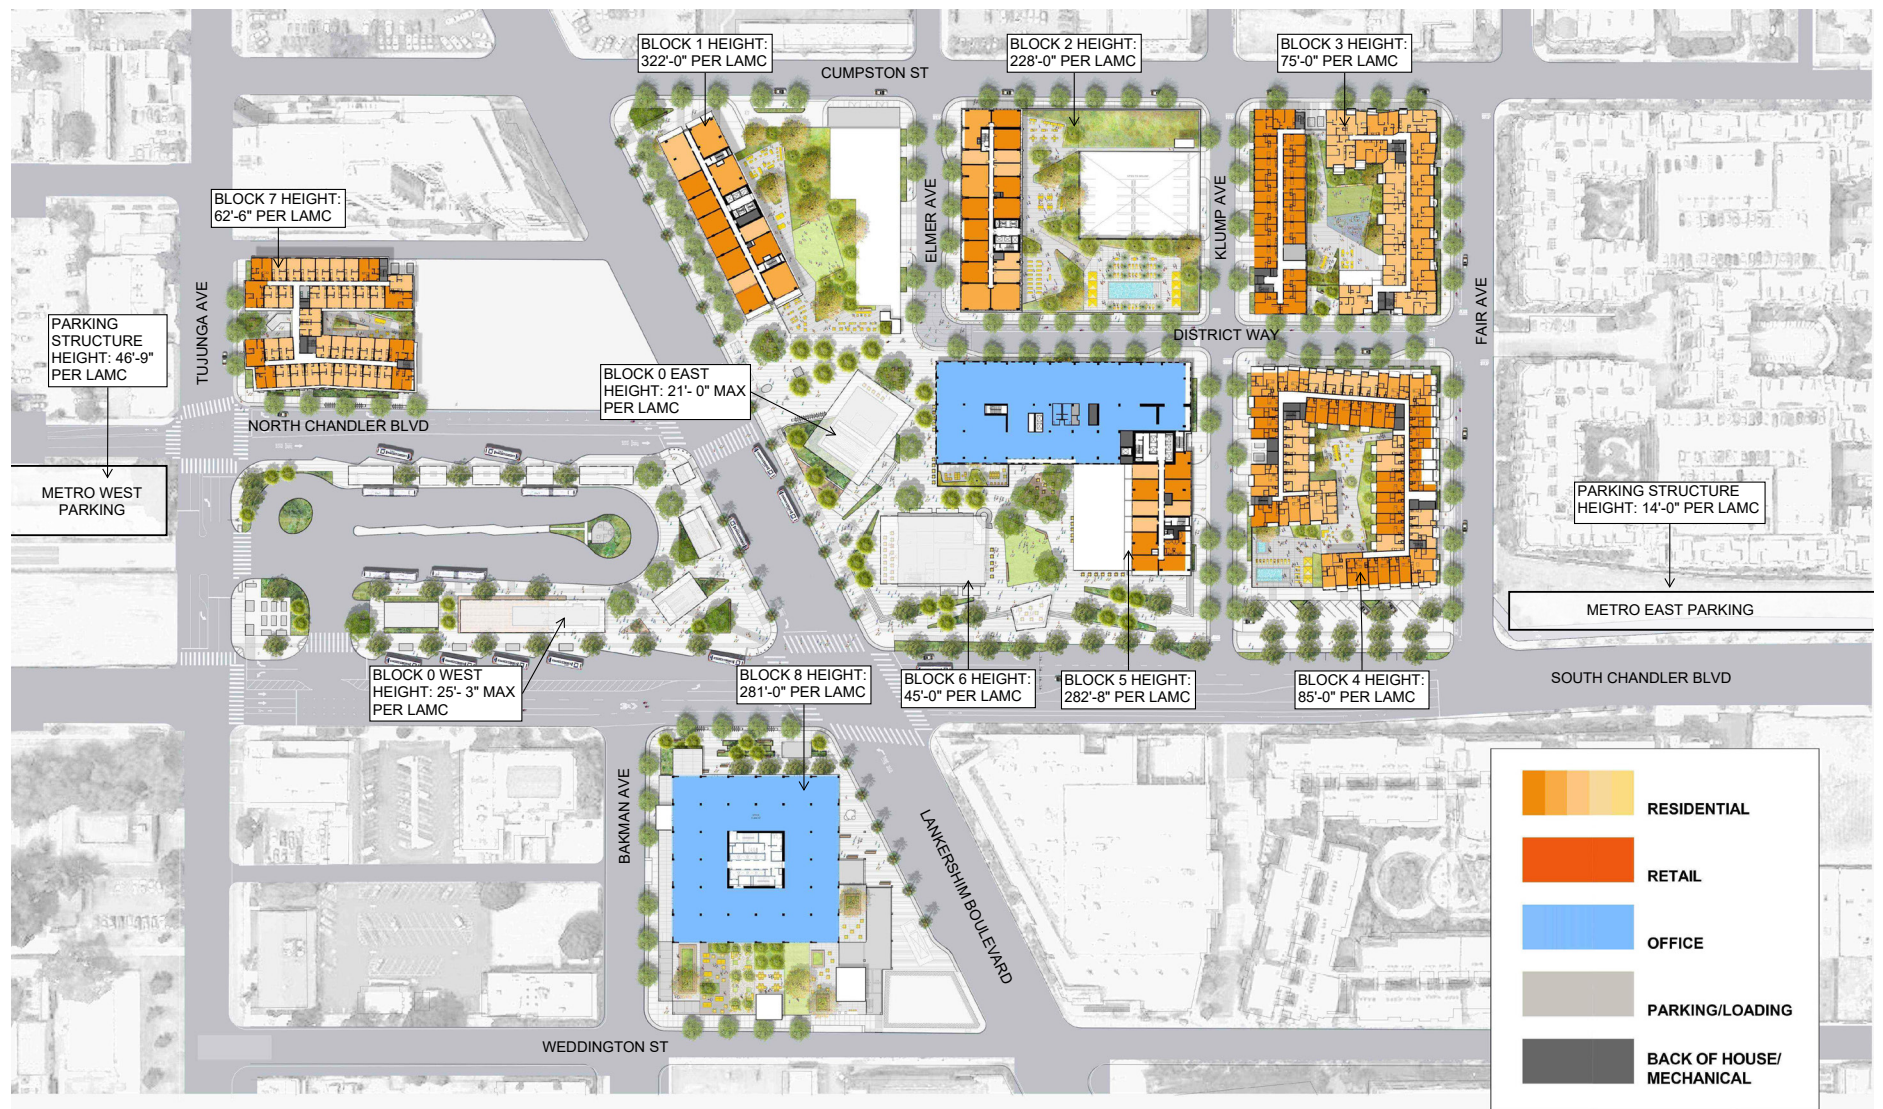 BLOCK 1 HEIGHT:
322'-0" PER LAMC
CUMPSTON ST
BLOCK 2 HEIGHT:
228'-0" PER LAMC
BLOCK 3 HEIGHT:
75'-0" PER LAMC
BLOCK 7 HEIGHT:
62'-6" PER LAMC
ELMER AVE
KLUMP AVE
FAIR AVE
TUJUNGA AVE
PARKING
STRUCTURE
HEIGHT: 46'-9"
PER LAMC
DISTRICT WAY
BLOCK 0 EAST
HEIGHT: 21'- 0" MAX
PER LAMC
NORTH CHANDLER BLVD
METRO WEST
PARKING
PARKING STRUCTURE
HEIGHT: 14'-0" PER LAMC
METRO EAST PARKING
BLOCK 0 WEST
HEIGHT: 25'- 3" MAX
PER LAMC
BLOCK 8 HEIGHT:
281'-0" PER LAMC
BLOCK 6 HEIGHT:
45'-0" PER LAMC
BLOCK 5 HEIGHT:
282'-8" PER LAMC
BLOCK 4 HEIGHT:
85'-0" PER LAMC
SOUTH CHANDLER BLVD
BAKMAN AVE
LANKERSHIM BOULEVARD
WEDDINGTON ST
RESIDENTIAL
RETAIL
OFFICE
PARKING/LOADING
BACK OF HOUSE/
MECHANICAL